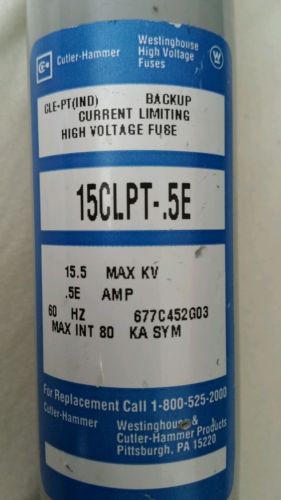 Cutler-Hammer
Westinghouse
High Voltage
Fuses
CLE-PT(IND) BACKUP
CURRENT LIMITING
HIGH VOLTAGE FUSE
15CLPT-.5E
15.5 MAX KV
.5E AMP
60 HZ 677C452G03
MAX INT 80 KA SYM
For Replacement Call 1-800-525-2000
Cutler-Hammer
Westinghouse &
Cutler-Hammer Products
Pittsburgh, PA 15220